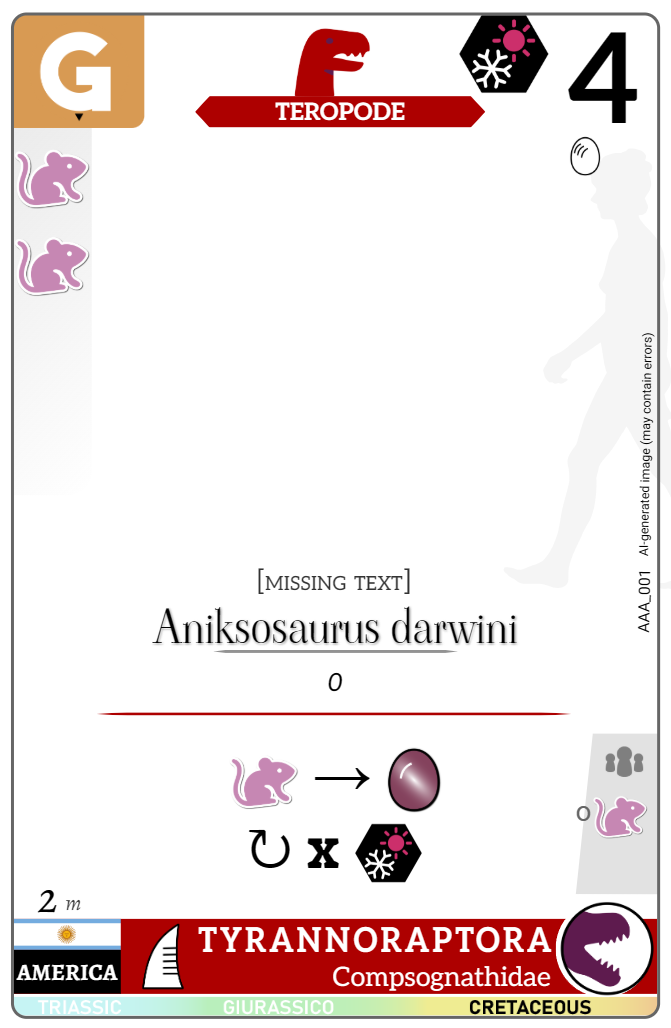 G
TEROPODE
4
AAA_001 AI-generated image (may contain errors)
[MISSING TEXT]
Aniksosaurus darwini
0
x
0
2 m
AMERICA
TYRANNORAPTORA
Compsognathidae
TRIASSIC GIURASSICO CRETACEOUS